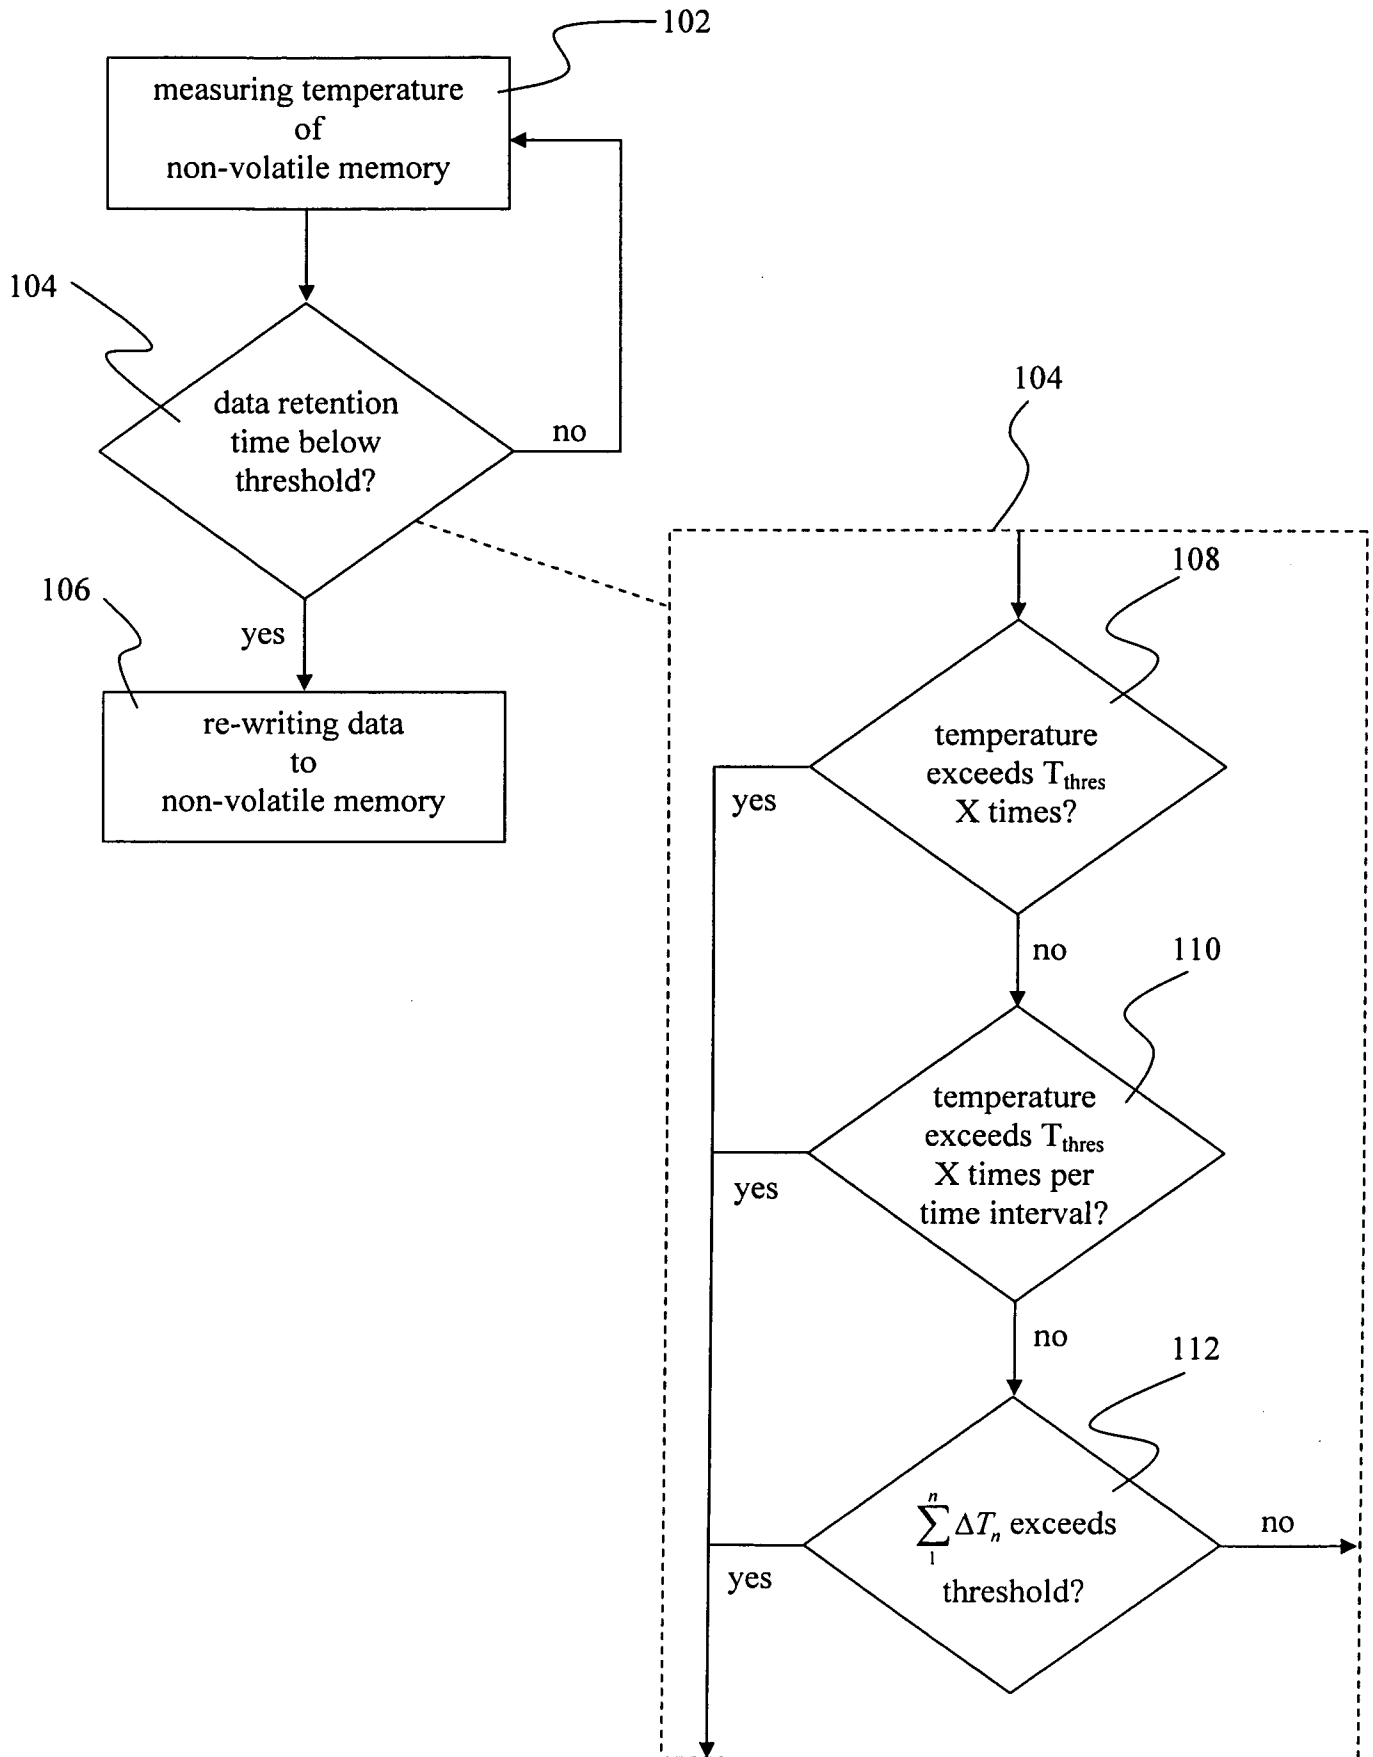 102
measuring temperature
of
non-volatile memory
104
data retention
time below
threshold?
no
yes
106
re-writing data
to
non-volatile memory
104
108
temperature
exceeds T_thres
X times?
yes
no
110
temperature
exceeds T_thres
X times per
time interval?
yes
no
112
n
∑ ΔT_n exceeds
1
threshold?
no
yes